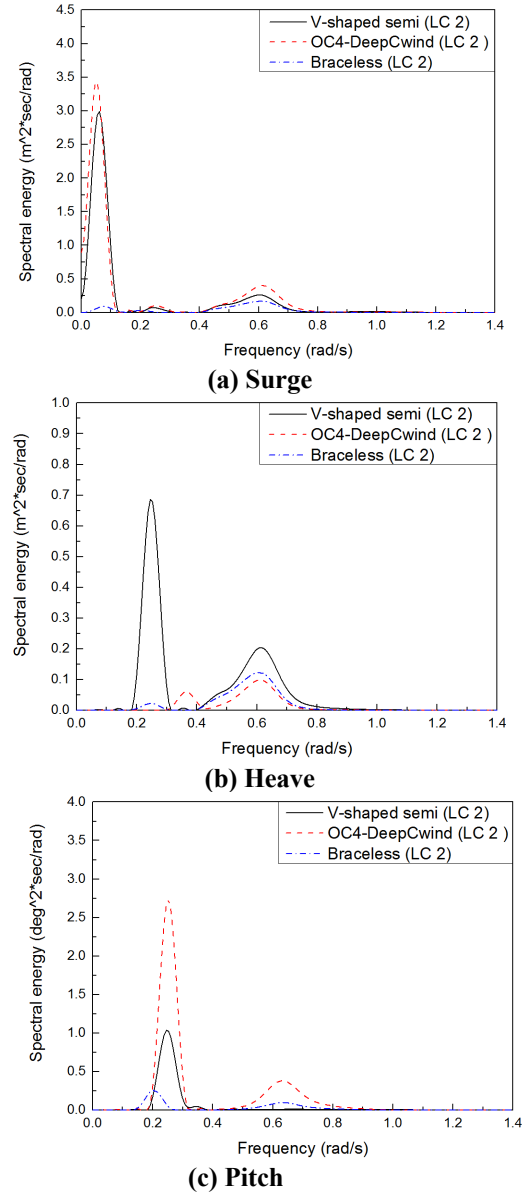 V-shaped semi (LC 2)
OC4-DeepCwind (LC 2 )
Braceless (LC 2)
Spectral energy (m^2*sec/rad)
5.0
4.5
4.0
3.5
3.0
2.5
2.0
1.5
1.0
0.5
0.0
0.0 0.2 0.4 0.6 0.8 1.0 1.2 1.4
Frequency (rad/s)
(a) Surge
V-shaped semi (LC 2)
OC4-DeepCwind (LC 2 )
Braceless (LC 2)
Spectral energy (m^2*sec/rad)
1.0
0.9
0.8
0.7
0.6
0.5
0.4
0.3
0.2
0.1
0.0
0.0 0.2 0.4 0.6 0.8 1.0 1.2 1.4
Frequency (rad/s)
(b) Heave
V-shaped semi (LC 2)
OC4-DeepCwind (LC 2 )
Braceless (LC 2)
Spectral energy (deg^2*sec/rad)
4.0
3.5
3.0
2.5
2.0
1.5
1.0
0.5
0.0
0.0 0.2 0.4 0.6 0.8 1.0 1.2 1.4
Frequency (rad/s)
(c) Pitch